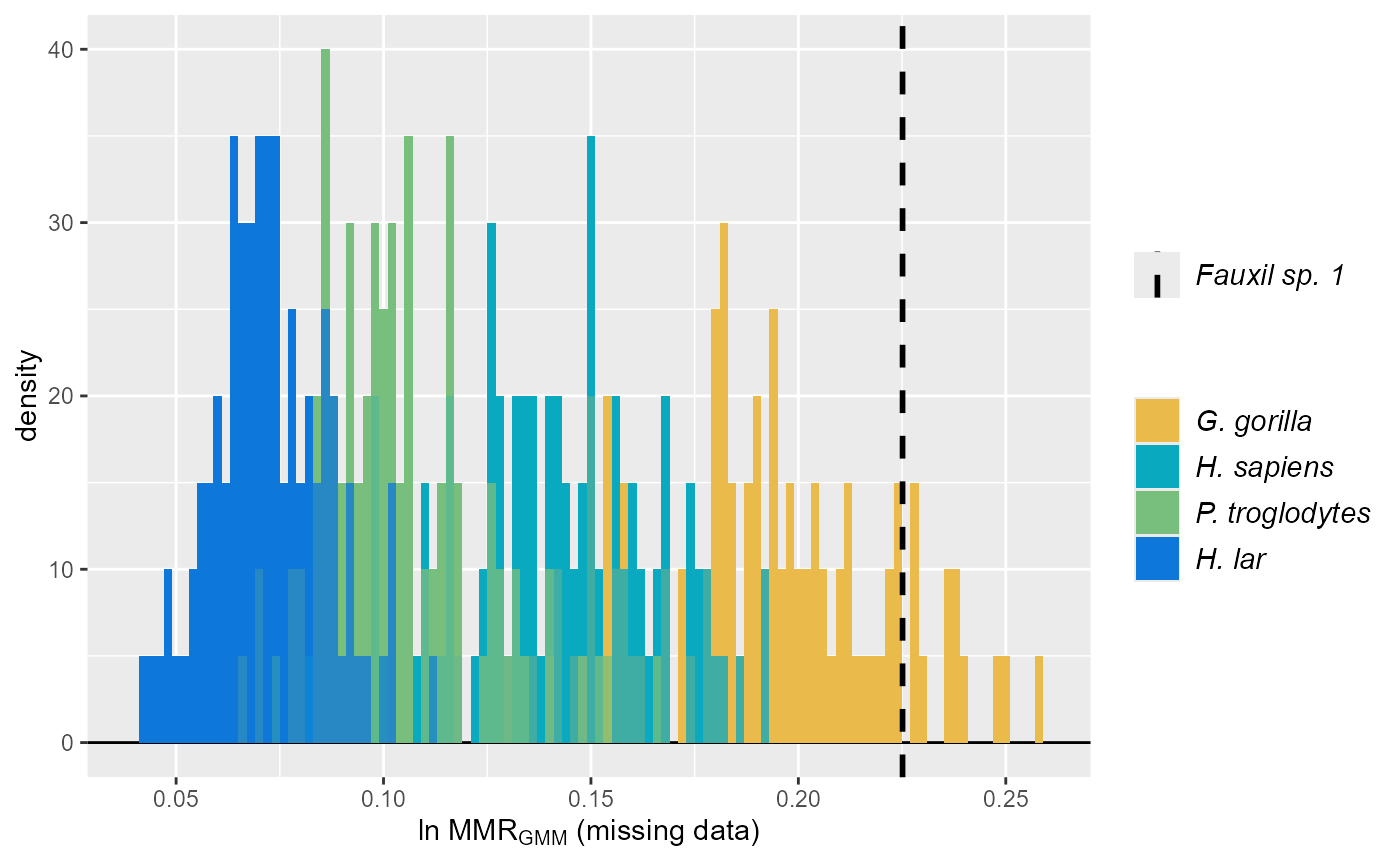 40
30
20
10
0
density
0.05 0.10 0.15 0.20 0.25
ln MMR_GMM (missing data)
Fauxil sp. 1
G. gorilla
H. sapiens
P. troglodytes
H. lar